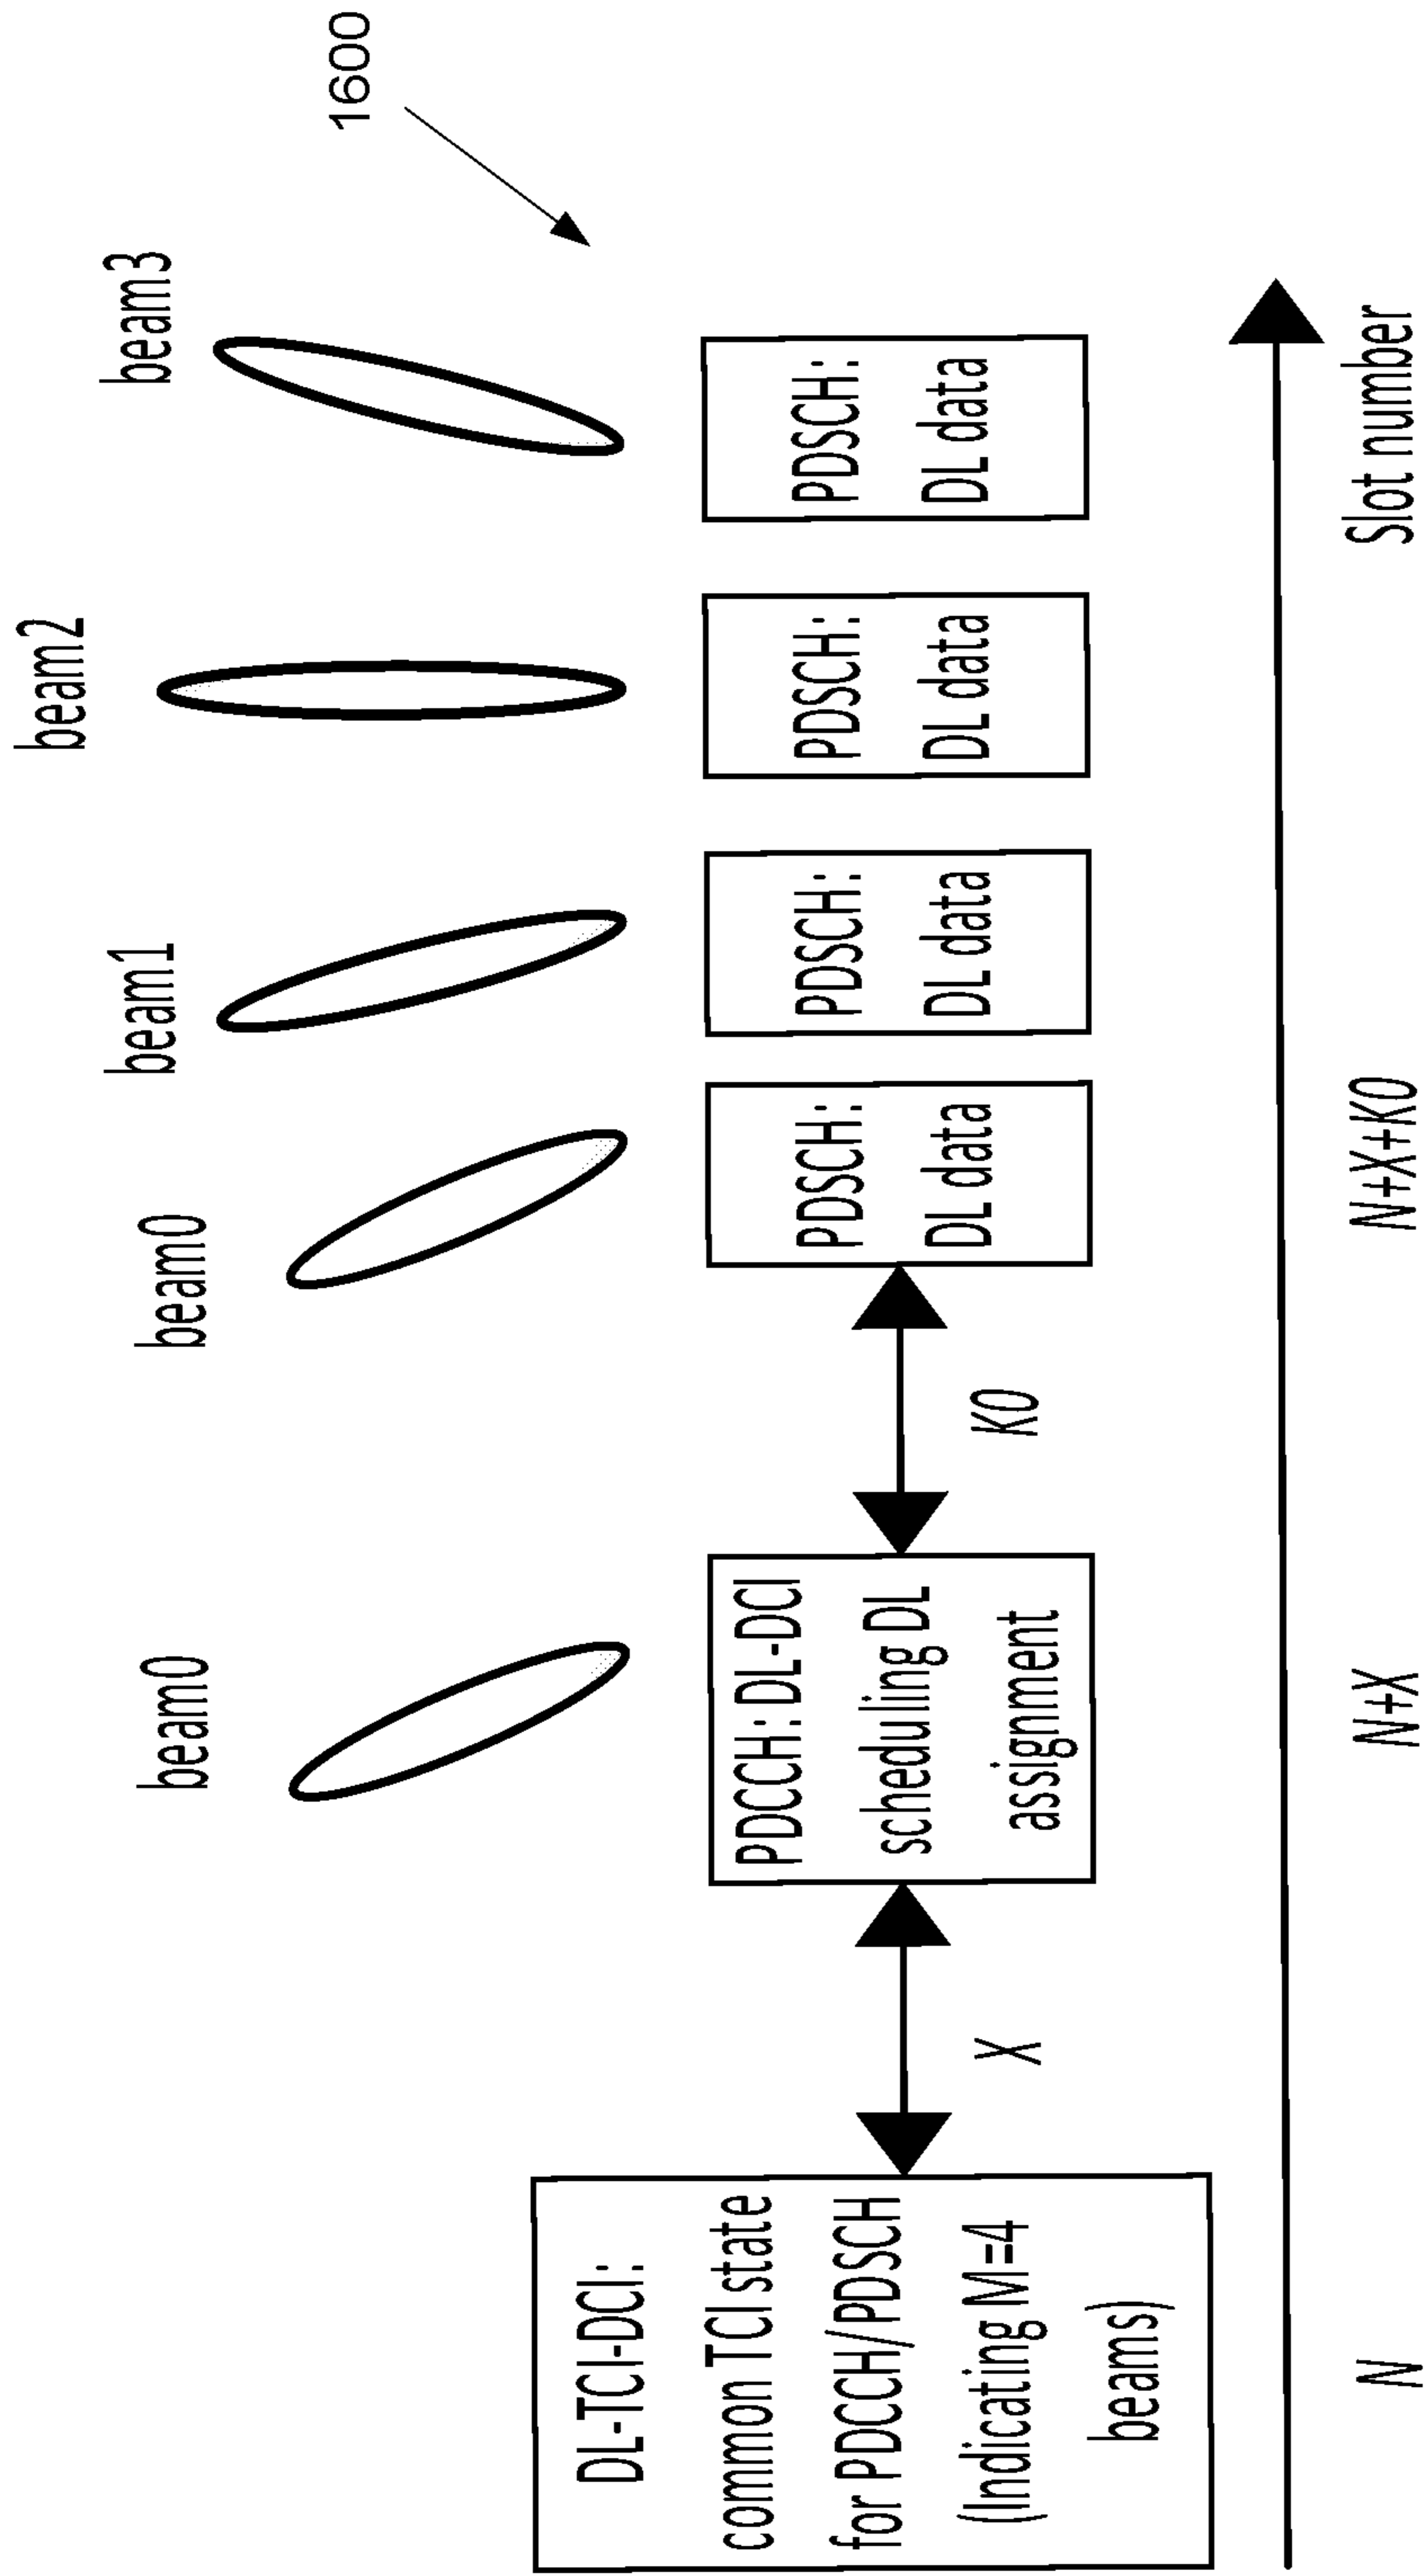 1600
beam0
beam0
beam1
beam2
beam3
DL-TCI-DCI:
common TCI state
for PDCCH/PDSCH
(Indicating M=4
beams)
X
PDCCH: DL-DCI
scheduling DL
assignment
K0
PDSCH:
DL data
PDSCH:
DL data
PDSCH:
DL data
PDSCH:
DL data
N
N+X
N+X+K0
Slot number